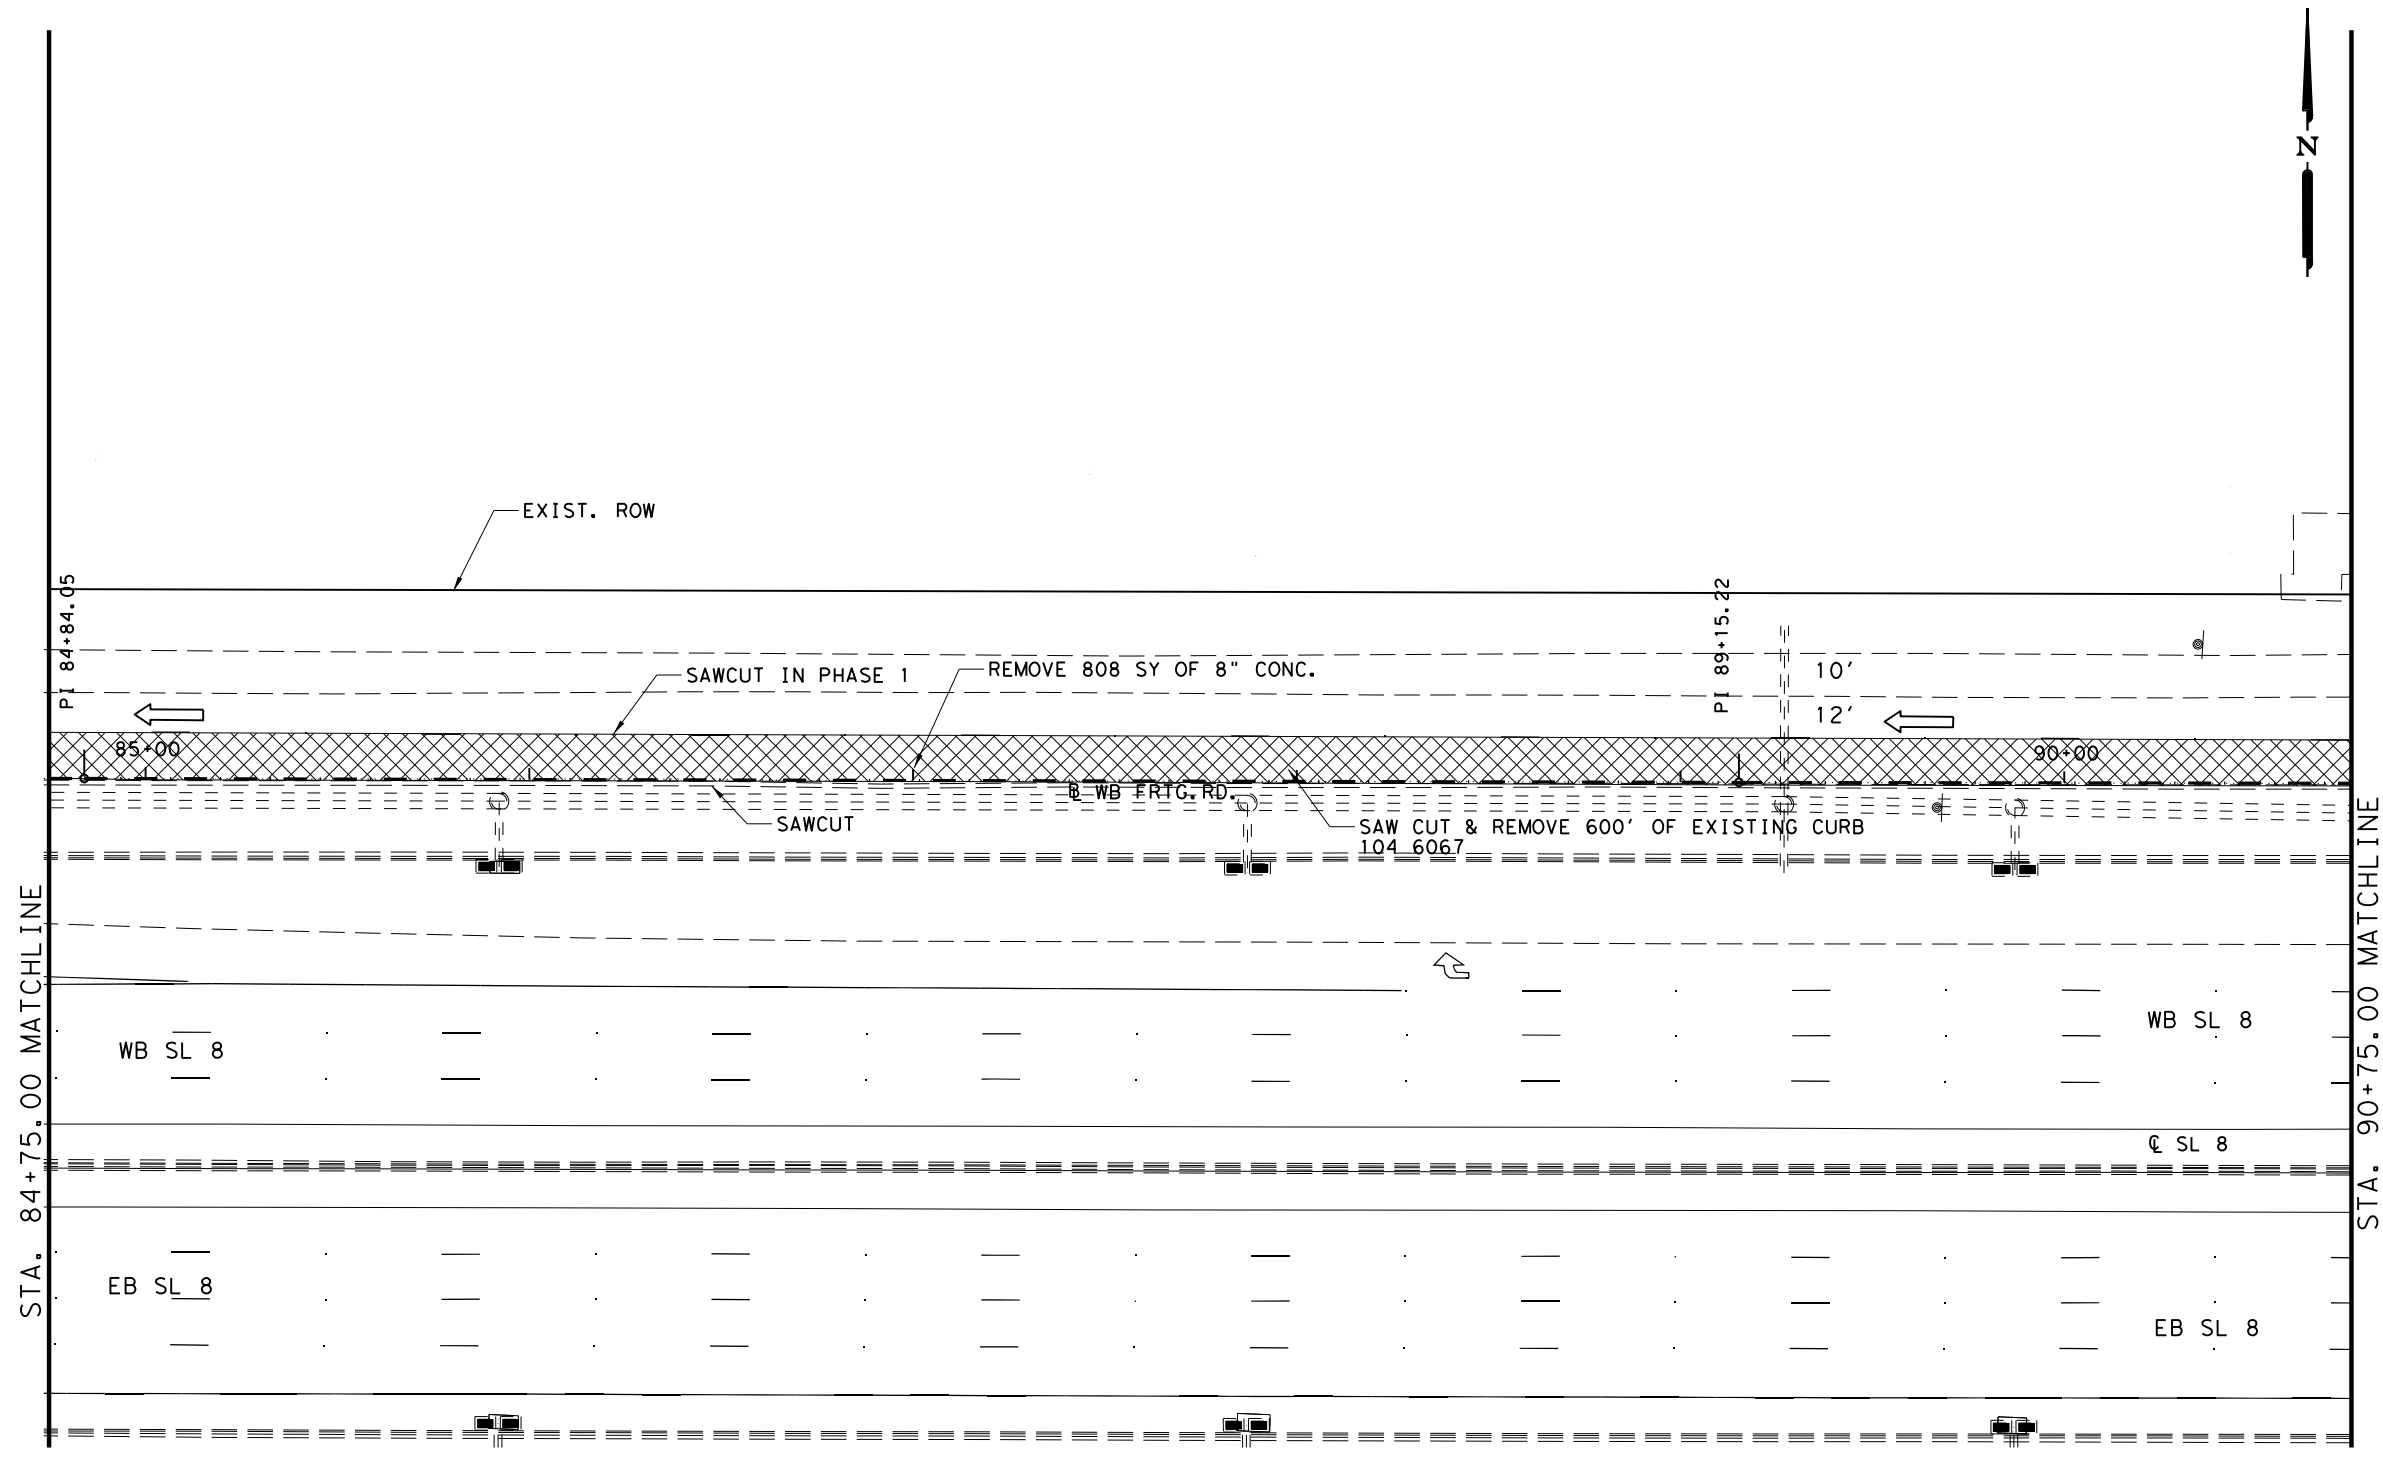 N
EXIST. ROW
PI 84+84.05
PI 89+15.22
SAWCUT IN PHASE 1
REMOVE 808 SY OF 8" CONC.
10'
12'
85+00
90+00
℄ WB FRTG.RD.
SAWCUT
SAW CUT & REMOVE 600' OF EXISTING CURB
104 6067
STA. 84+75.00 MATCHLINE
STA. 90+75.00 MATCHLINE
WB SL 8
WB SL 8
℄ SL 8
EB SL 8
EB SL 8